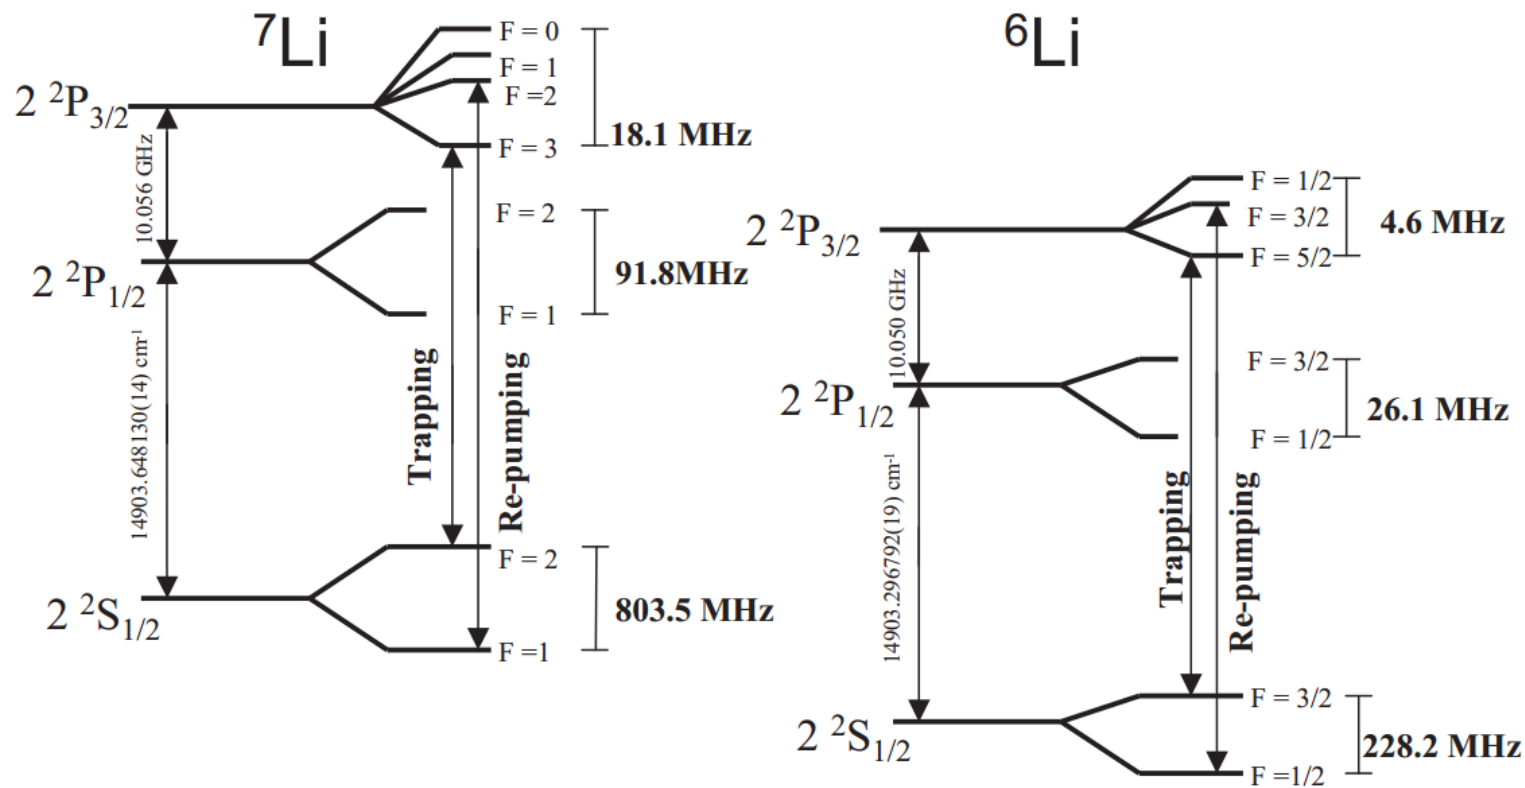 ⁷Li
F = 0
F = 1
F =2
F = 3
18.1 MHz
2 ²P₃/₂
10.056 GHz
2 ²P₁/₂
F = 2
F = 1
91.8MHz
14903.648130(14) cm⁻¹
Trapping
Re-pumping
2 ²S₁/₂
F = 2
F =1
803.5 MHz
⁶Li
F = 1/2
F = 3/2
F = 5/2
4.6 MHz
2 ²P₃/₂
10.050 GHz
2 ²P₁/₂
F = 3/2
F = 1/2
26.1 MHz
14903.296792(19) cm⁻¹
Trapping
Re-pumping
2 ²S₁/₂
F = 3/2
F =1/2
228.2 MHz